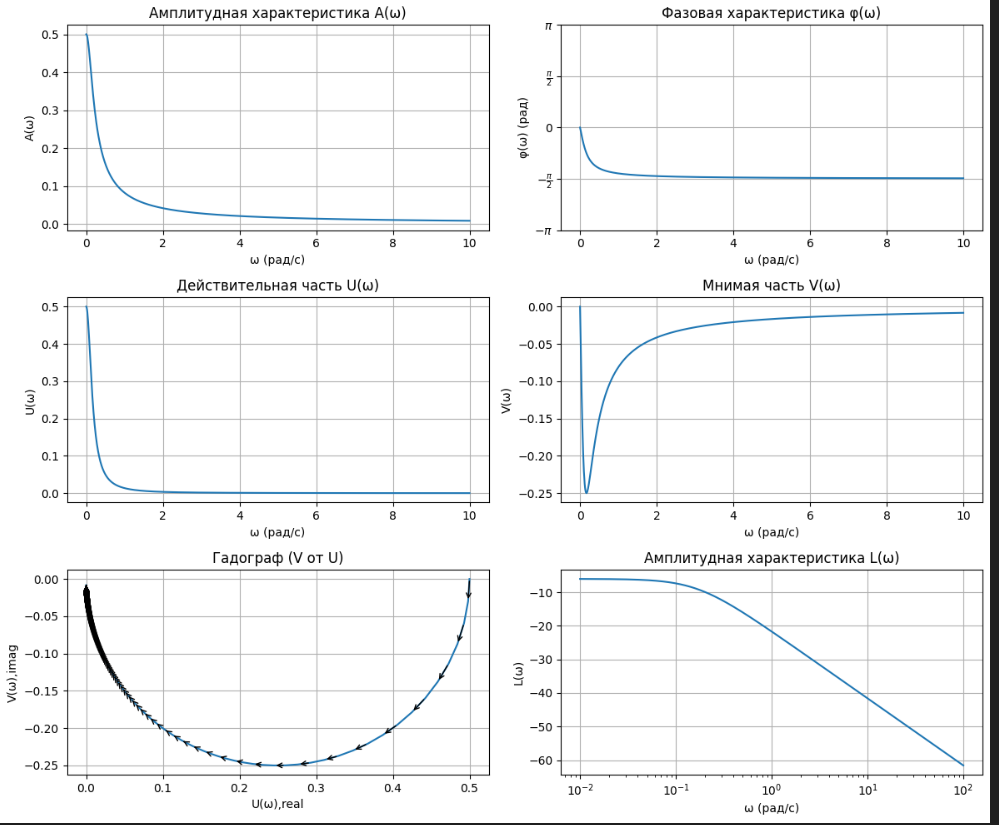 Амплитудная характеристика A(ω)
0.5
0.4
0.3
0.2
0.1
0.0
A(ω)
0 2 4 6 8 10
ω (рад/с)
Фазовая характеристика φ(ω)
π
π/2
0
−π/2
−π
φ(ω) (рад)
0 2 4 6 8 10
ω (рад/с)
Действительная часть U(ω)
0.5
0.4
0.3
0.2
0.1
0.0
U(ω)
0 2 4 6 8 10
ω (рад/с)
Мнимая часть V(ω)
0.00
−0.05
−0.10
−0.15
−0.20
−0.25
V(ω)
0 2 4 6 8 10
ω (рад/с)
Гадограф (V от U)
0.00
−0.05
−0.10
−0.15
−0.20
−0.25
V(ω),imag
0.0 0.1 0.2 0.3 0.4 0.5
U(ω),real
Амплитудная характеристика L(ω)
−10
−20
−30
−40
−50
−60
L(ω)
10⁻² 10⁻¹ 10⁰ 10¹ 10²
ω (рад/с)